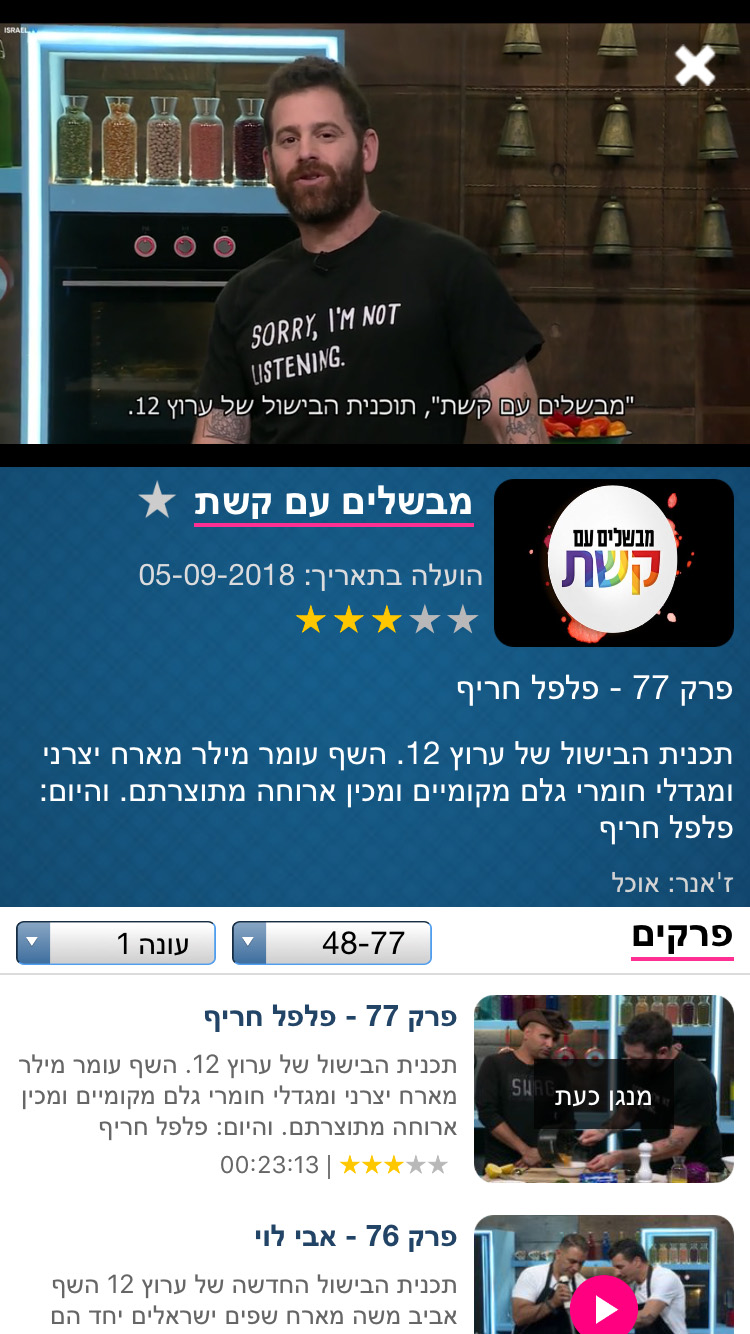 ISRAEL
SORRY, I'M NOT
LISTENING.
"מבשלים עם קשת", תוכנית הבישול של ערוץ 12.
מבשלים עם קשת
מבשלים עם
קשת
הועלה בתאריך: 05-09-2018
פרק 77 - פלפל חריף
תכנית הבישול של ערוץ 12. השף עומר מילר מארח יצרני
ומגדלי חומרי גלם מקומיים ומכין ארוחה מתוצרתם. והיום:
פלפל חריף
ז'אנר: אוכל
פרקים
48-77
עונה 1
פרק 77 - פלפל חריף
תכנית הבישול של ערוץ 12. השף עומר מילר
מארח יצרני ומגדלי חומרי גלם מקומיים ומכין
ארוחה מתוצרתם. והיום: פלפל חריף
00:23:13 |
SWAG
מנגן כעת
פרק 76 - אבי לוי
תכנית הבישול החדשה של ערוץ 12 השף
אביב משה מארח שפים ישראלים יחד הם